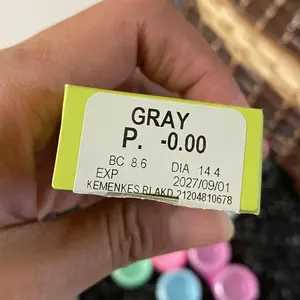 GRAY
P. -0.00
BC 8.6 DIA 14.4
EXP 2027/09/01
KEMENKES RI AKD 21204810678